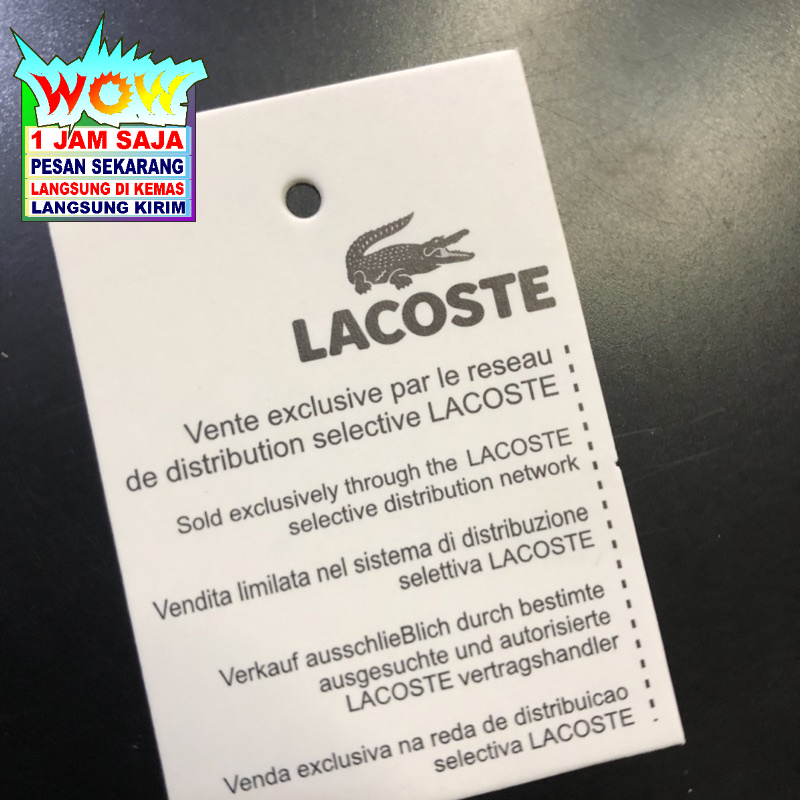 WOW
1 JAM SAJA
PESAN SEKARANG
LANGSUNG DI KEMAS
LANGSUNG KIRIM
LACOSTE
Vente exclusive par le reseau
de distribution selective LACOSTE
Sold exclusively through the LACOSTE
selective distribution network
Vendita limilata nel sistema di distribuzione
selettiva LACOSTE
Verkauf ausschlieBlich durch bestimte
ausgesuchte und autorisierte
LACOSTE vertragshandler
Venda exclusiva na reda de distribuicao
selectiva LACOSTE